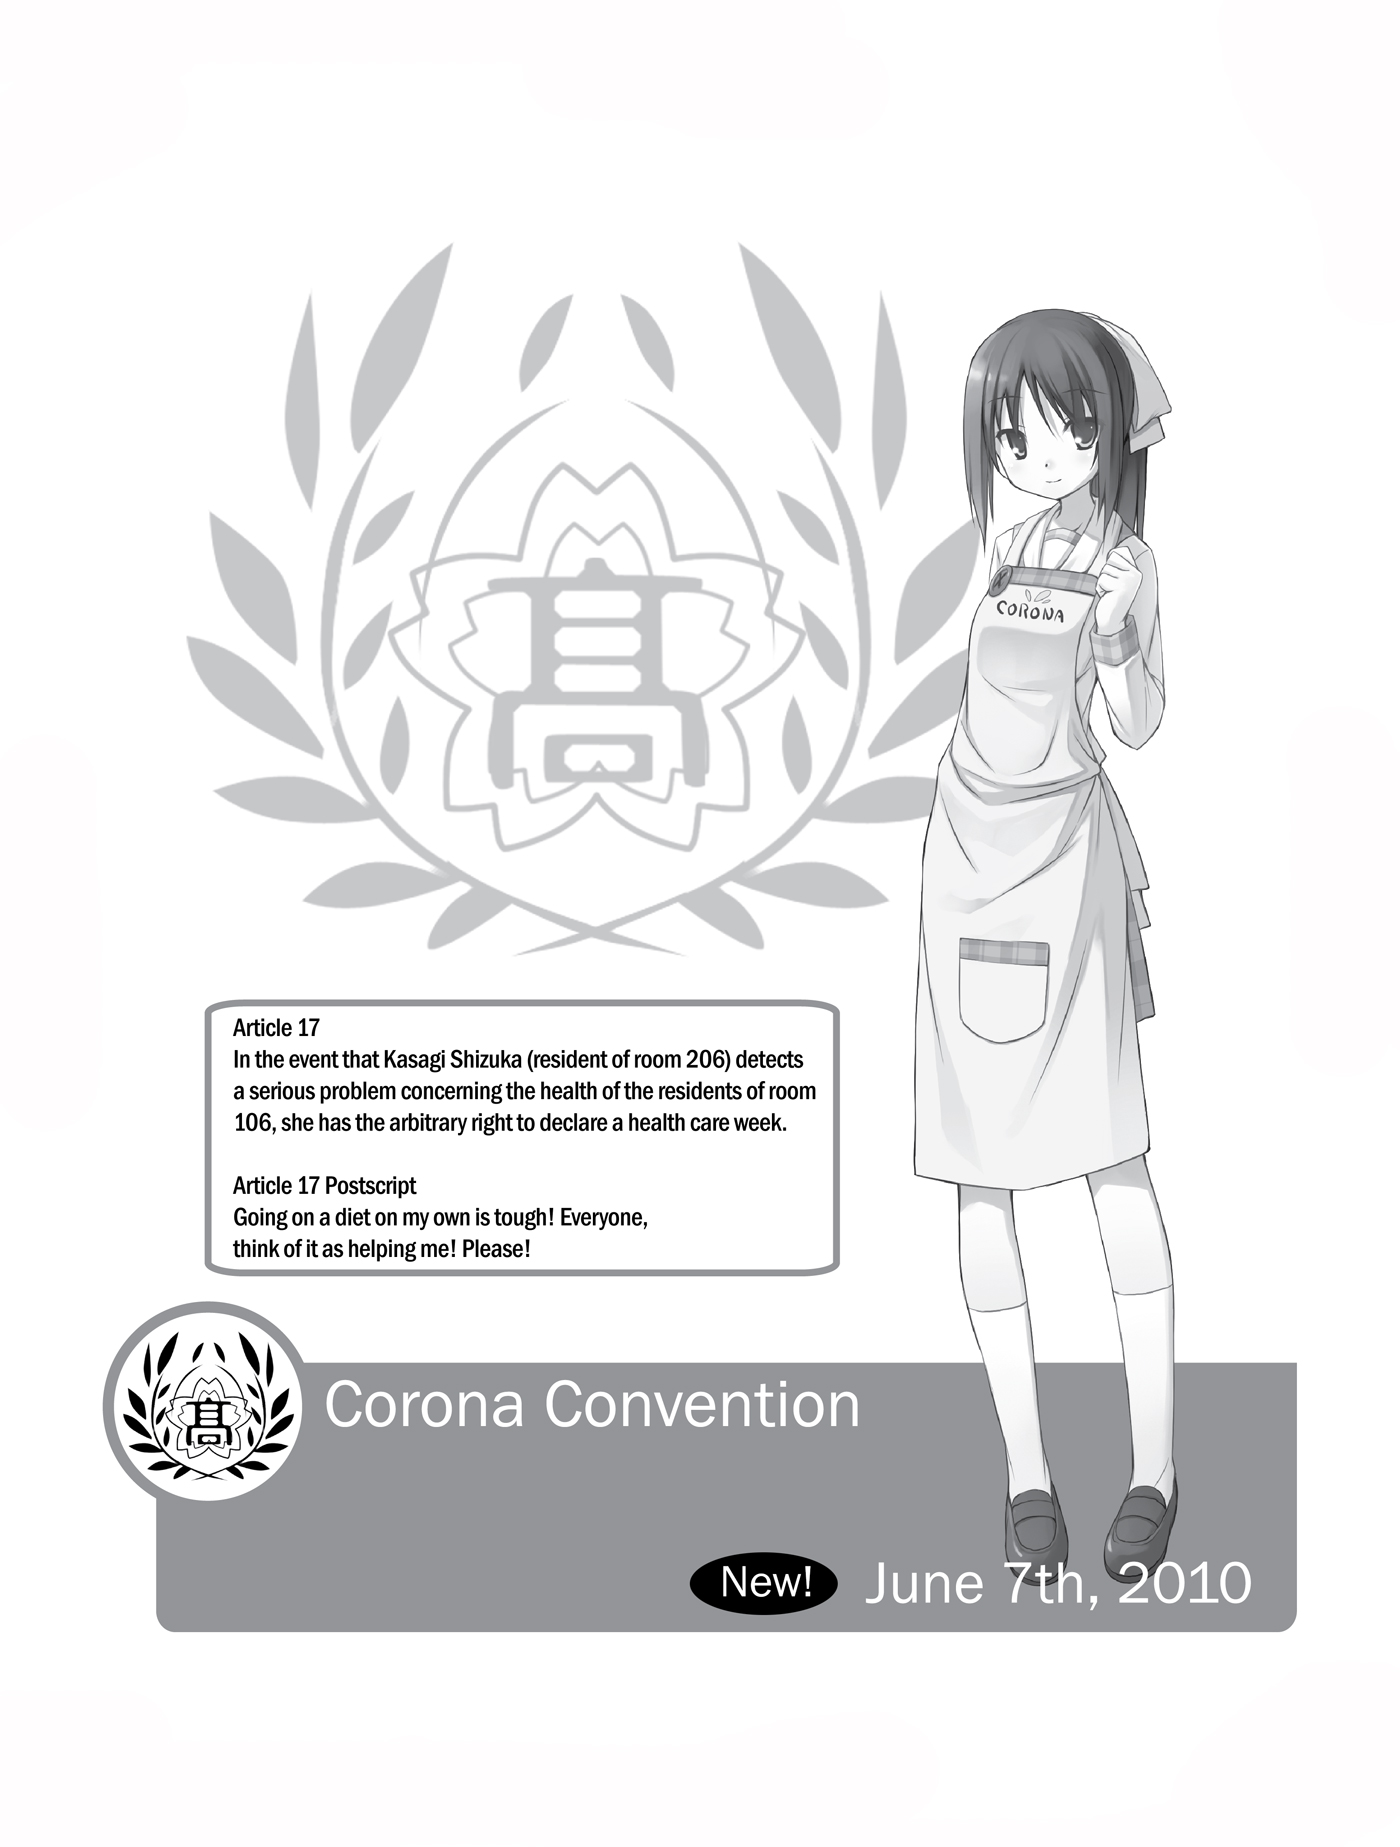 髙
CORONA
Article 17
In the event that Kasagi Shizuka (resident of room 206) detects
a serious problem concerning the health of the residents of room
106, she has the arbitrary right to declare a health care week.
Article 17 Postscript
Going on a diet on my own is tough! Everyone,
think of it as helping me! Please!
髙
Corona Convention
New! June 7th, 2010